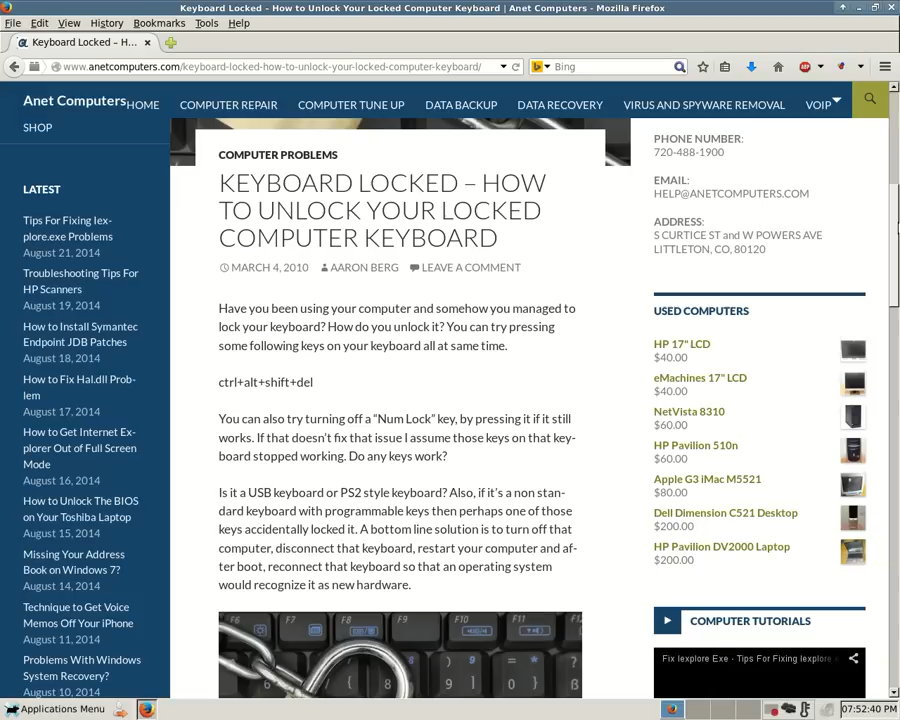 Keyboard Locked – How to Unlock Your Locked Computer Keyboard | Anet Computers - Mozilla Firefox
File Edit View History Bookmarks Tools Help
Keyboard Locked – H...
www.anetcomputers.com/keyboard-locked-how-to-unlock-your-locked-computer-keyboard/
Bing
Anet Computers
HOME COMPUTER REPAIR COMPUTER TUNE UP DATA BACKUP DATA RECOVERY VIRUS AND SPYWARE REMOVAL VOIP
SHOP
LATEST
Tips For Fixing Iex-
plore.exe Problems
August 21, 2014
Troubleshooting Tips For
HP Scanners
August 19, 2014
How to Install Symantec
Endpoint JDB Patches
August 18, 2014
How to Fix Hal.dll Prob-
lem
August 17, 2014
How to Get Internet Ex-
plorer Out of Full Screen
Mode
August 16, 2014
How to Unlock The BIOS
on Your Toshiba Laptop
August 15, 2014
Missing Your Address
Book on Windows 7?
August 14, 2014
Technique to Get Voice
Memos Off Your iPhone
August 11, 2014
Problems With Windows
System Recovery?
August 10, 2014
COMPUTER PROBLEMS
KEYBOARD LOCKED – HOW
TO UNLOCK YOUR LOCKED
COMPUTER KEYBOARD
MARCH 4, 2010 AARON BERG LEAVE A COMMENT
Have you been using your computer and somehow you managed to
lock your keyboard? How do you unlock it? You can try pressing
some following keys on your keyboard all at same time.
ctrl+alt+shift+del
You can also try turning off a “Num Lock” key, by pressing it if it still
works. If that doesn’t fix that issue I assume those keys on that key-
board stopped working. Do any keys work?
Is it a USB keyboard or PS2 style keyboard? Also, if it’s a non stan-
dard keyboard with programmable keys then perhaps one of those
keys accidentally locked it. A bottom line solution is to turn off that
computer, disconnect that keyboard, restart your computer and af-
ter boot, reconnect that keyboard so that an operating system
would recognize it as new hardware.
F6 F7 F8 F9 F10 F11 F12
PHONE NUMBER:
720-488-1900
EMAIL:
HELP@ANETCOMPUTERS.COM
ADDRESS:
S CURTICE ST and W POWERS AVE
LITTLETON, CO, 80120
USED COMPUTERS
HP 17" LCD
$40.00
eMachines 17" LCD
$40.00
NetVista 8310
$60.00
HP Pavilion 510n
$60.00
Apple G3 iMac M5521
$80.00
Dell Dimension C521 Desktop
$200.00
HP Pavilion DV2000 Laptop
$200.00
COMPUTER TUTORIALS
Fix Iexplore Exe - Tips For Fixing Iexplore
Applications Menu
07:52:40 PM